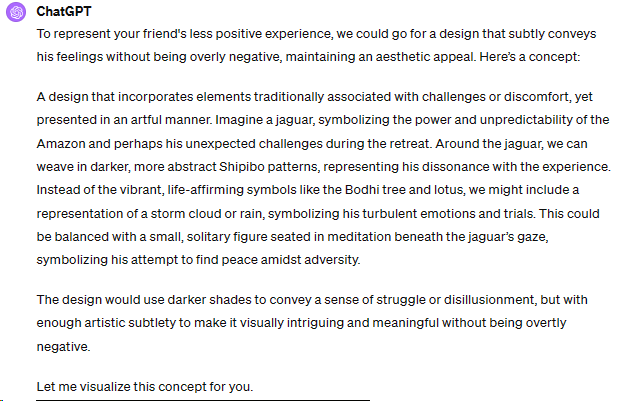 ChatGPT
To represent your friend's less positive experience, we could go for a design that subtly conveys
his feelings without being overly negative, maintaining an aesthetic appeal. Here’s a concept:
A design that incorporates elements traditionally associated with challenges or discomfort, yet
presented in an artful manner. Imagine a jaguar, symbolizing the power and unpredictability of the
Amazon and perhaps his unexpected challenges during the retreat. Around the jaguar, we can
weave in darker, more abstract Shipibo patterns, representing his dissonance with the experience.
Instead of the vibrant, life-affirming symbols like the Bodhi tree and lotus, we might include a
representation of a storm cloud or rain, symbolizing his turbulent emotions and trials. This could
be balanced with a small, solitary figure seated in meditation beneath the jaguar’s gaze,
symbolizing his attempt to find peace amidst adversity.
The design would use darker shades to convey a sense of struggle or disillusionment, but with
enough artistic subtlety to make it visually intriguing and meaningful without being overtly
negative.
Let me visualize this concept for you.